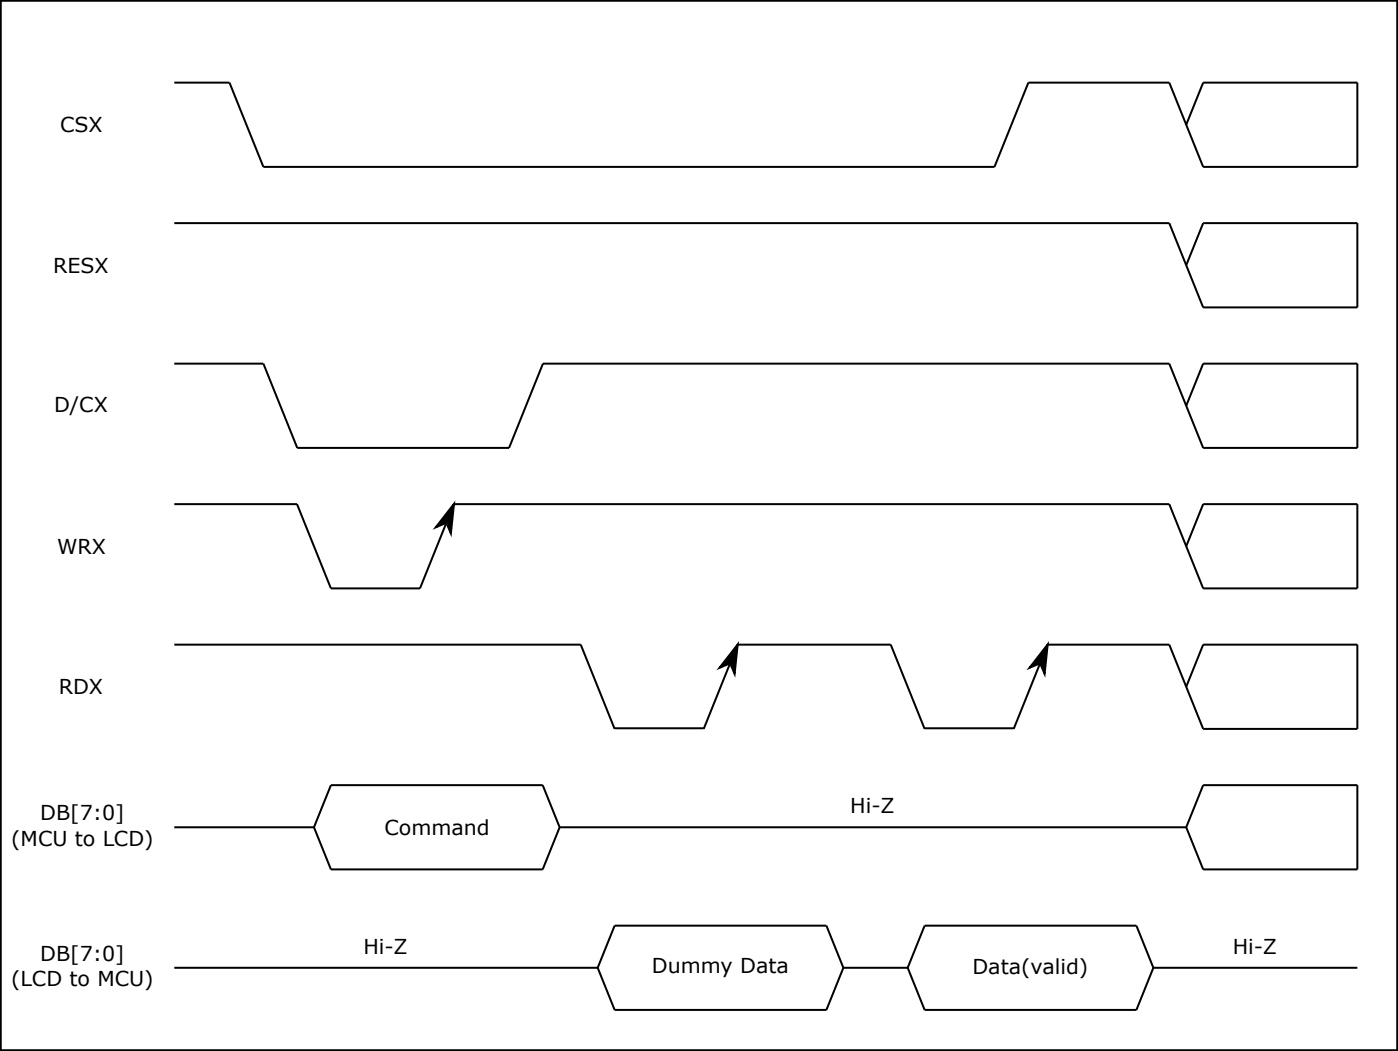 CSX
RESX
D/CX
WRX
RDX
DB[7:0]
(MCU to LCD)
Command
Hi-Z
DB[7:0]
(LCD to MCU)
Hi-Z
Dummy Data
Data(valid)
Hi-Z